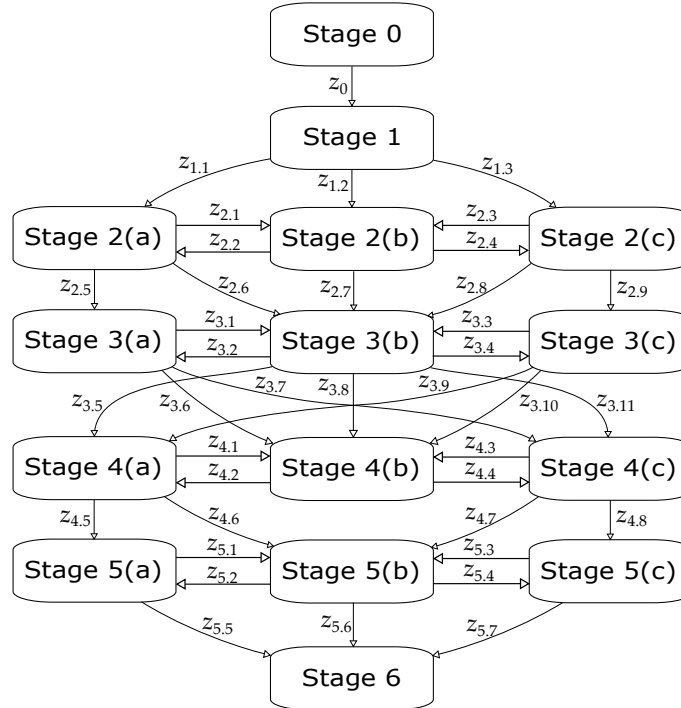 Stage 0
z0
Stage 1
z1.1
z1.2
z1.3
Stage 2(a)
z2.1
z2.2
Stage 2(b)
z2.3
z2.4
Stage 2(c)
z2.5
z2.6
z2.7
z2.8
z2.9
Stage 3(a)
z3.1
z3.2
Stage 3(b)
z3.3
z3.4
Stage 3(c)
z3.5
z3.6
z3.7
z3.8
z3.9
z3.10
z3.11
Stage 4(a)
z4.1
z4.2
Stage 4(b)
z4.3
z4.4
Stage 4(c)
z4.5
z4.6
z4.7
z4.8
Stage 5(a)
z5.1
z5.2
Stage 5(b)
z5.3
z5.4
Stage 5(c)
z5.5
z5.6
z5.7
Stage 6